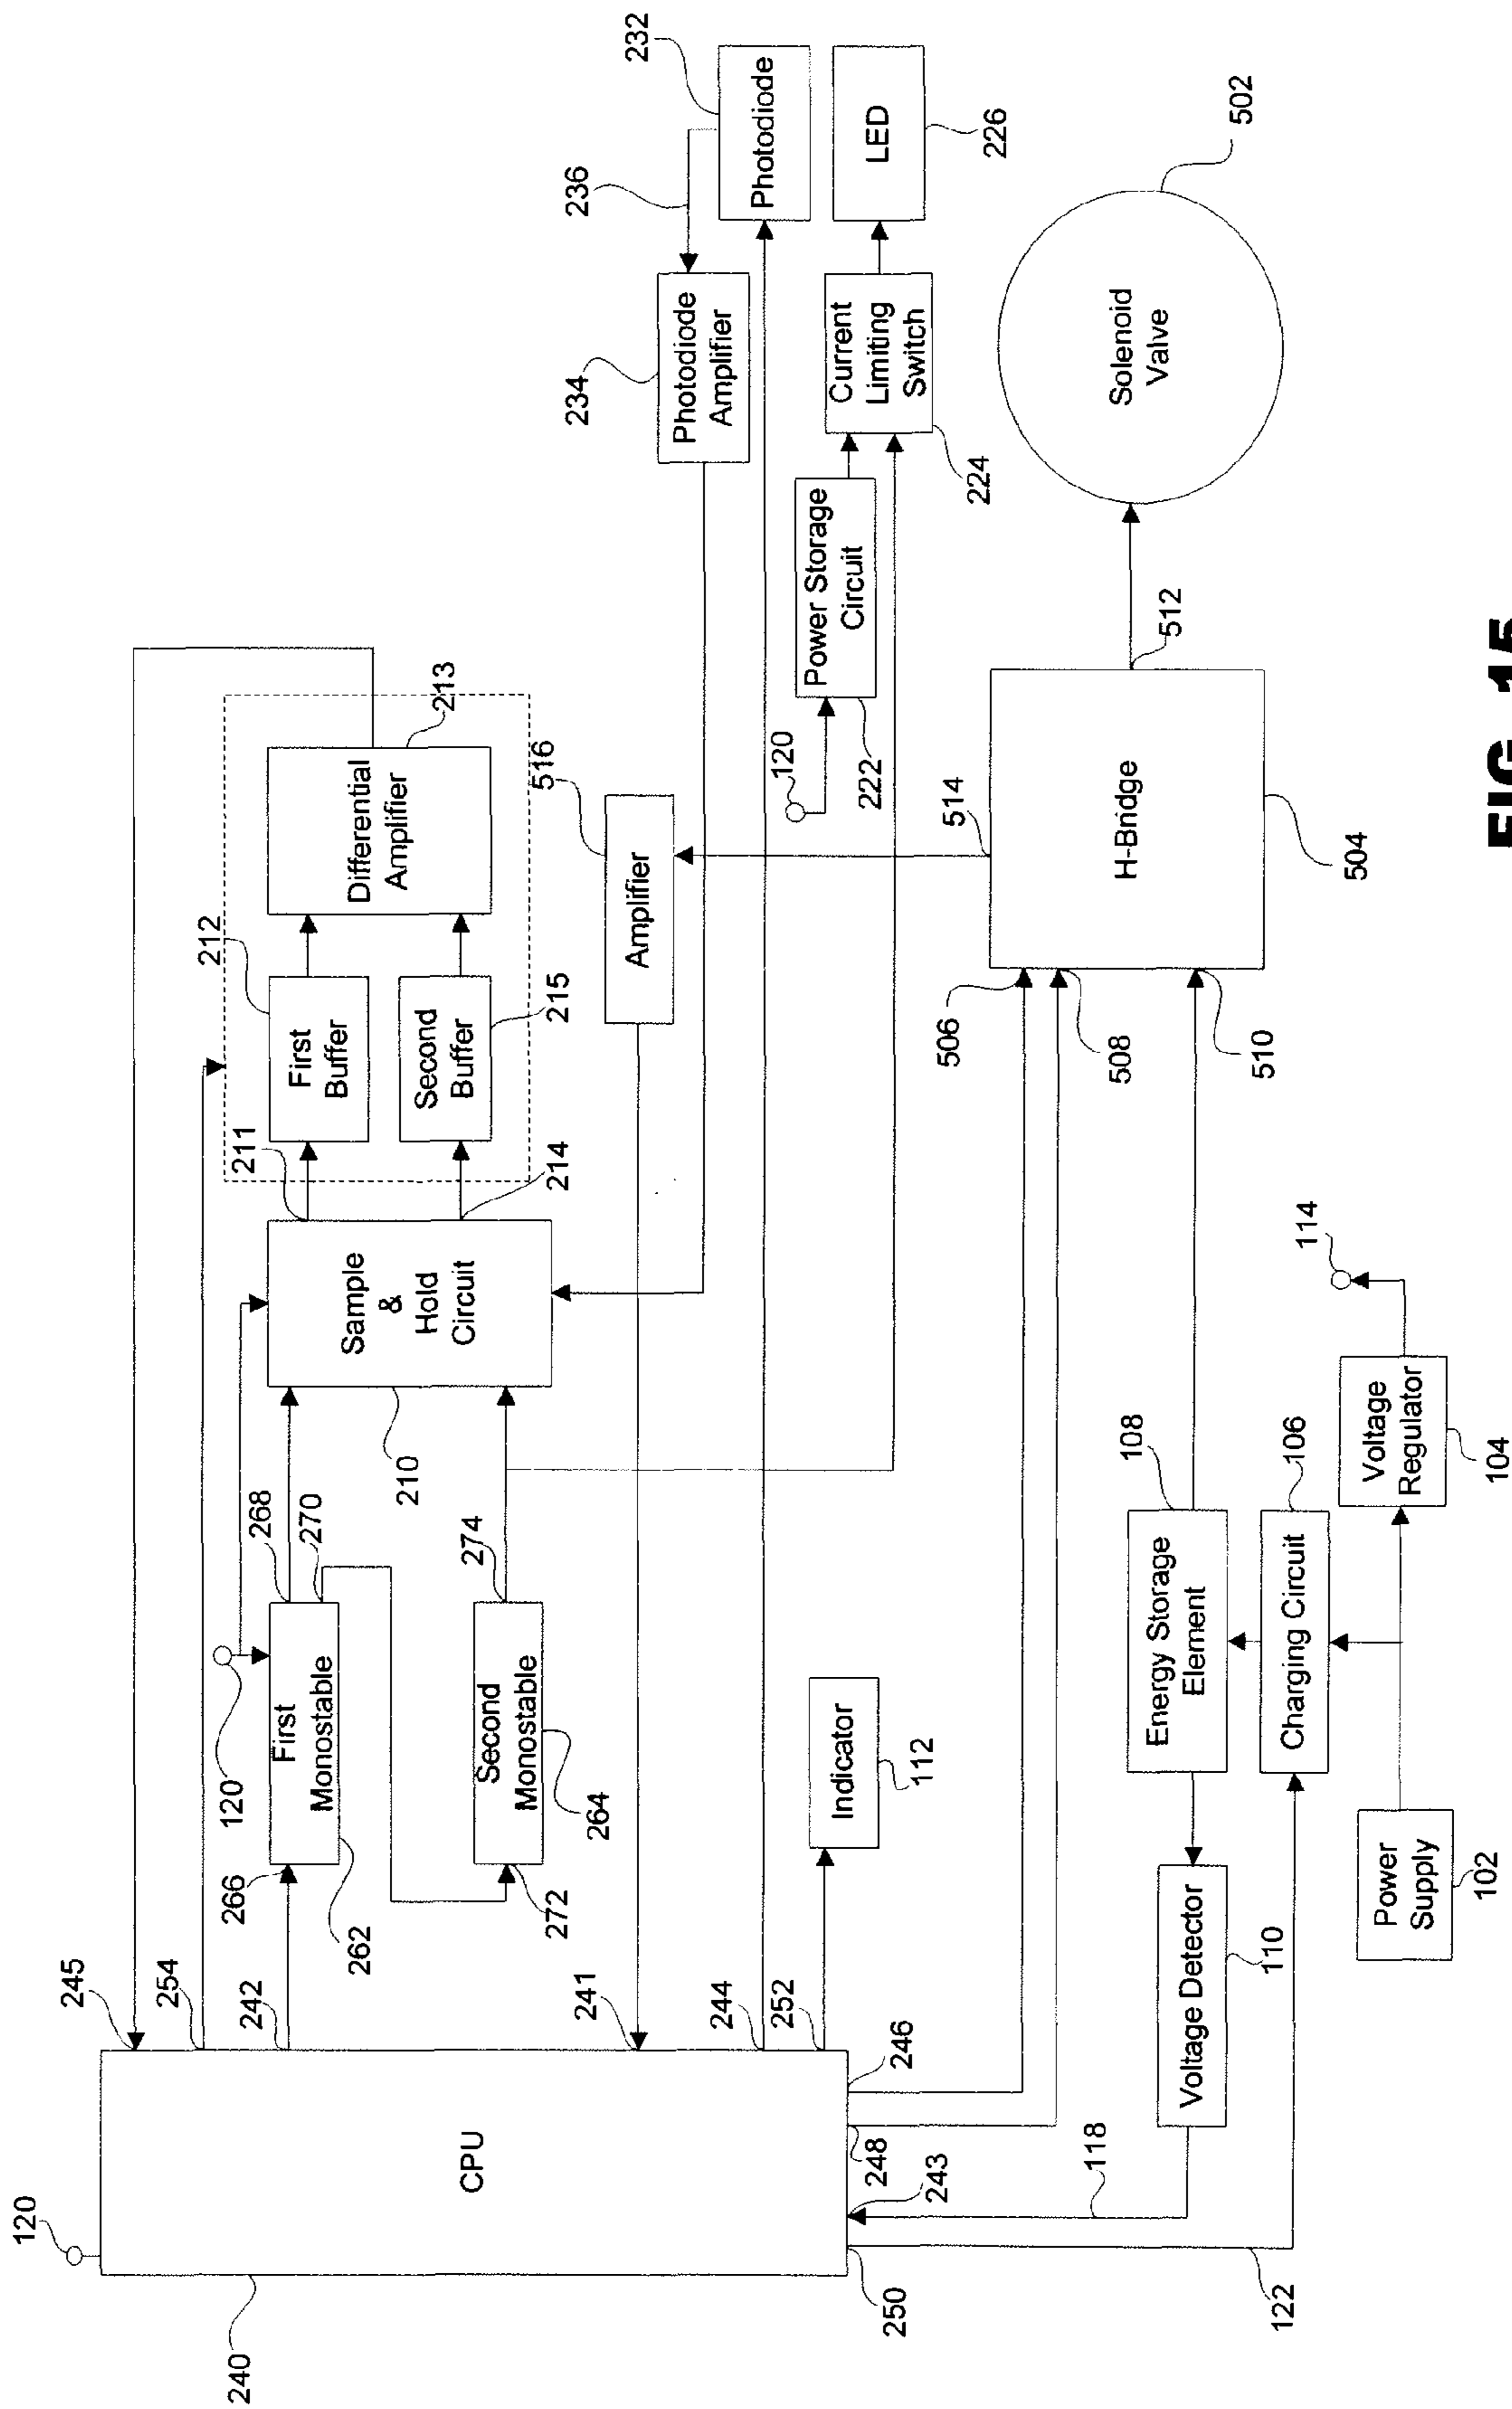 120
240
CPU
245
254
242
241
244
252
246
248
243
250
118
122
120
266
262
First
Monostable
268
270
272
Second
Monostable
264
274
Indicator
112
Sample
&
Hold
Circuit
210
211
214
212
First
Buffer
Second
Buffer
215
Differential
Amplifier
213
516
Amplifier
232
236
Photodiode
234
Photodiode
Amplifier
LED
226
120
Power Storage
Circuit
222
Current
Limiting
Switch
224
Solenoid
Valve
502
514
512
H-Bridge
504
506
508
510
Voltage Detector
110
108
Energy Storage
Element
106
Charging Circuit
Power
Supply
102
Voltage
Regulator
104
114
FIG. 15